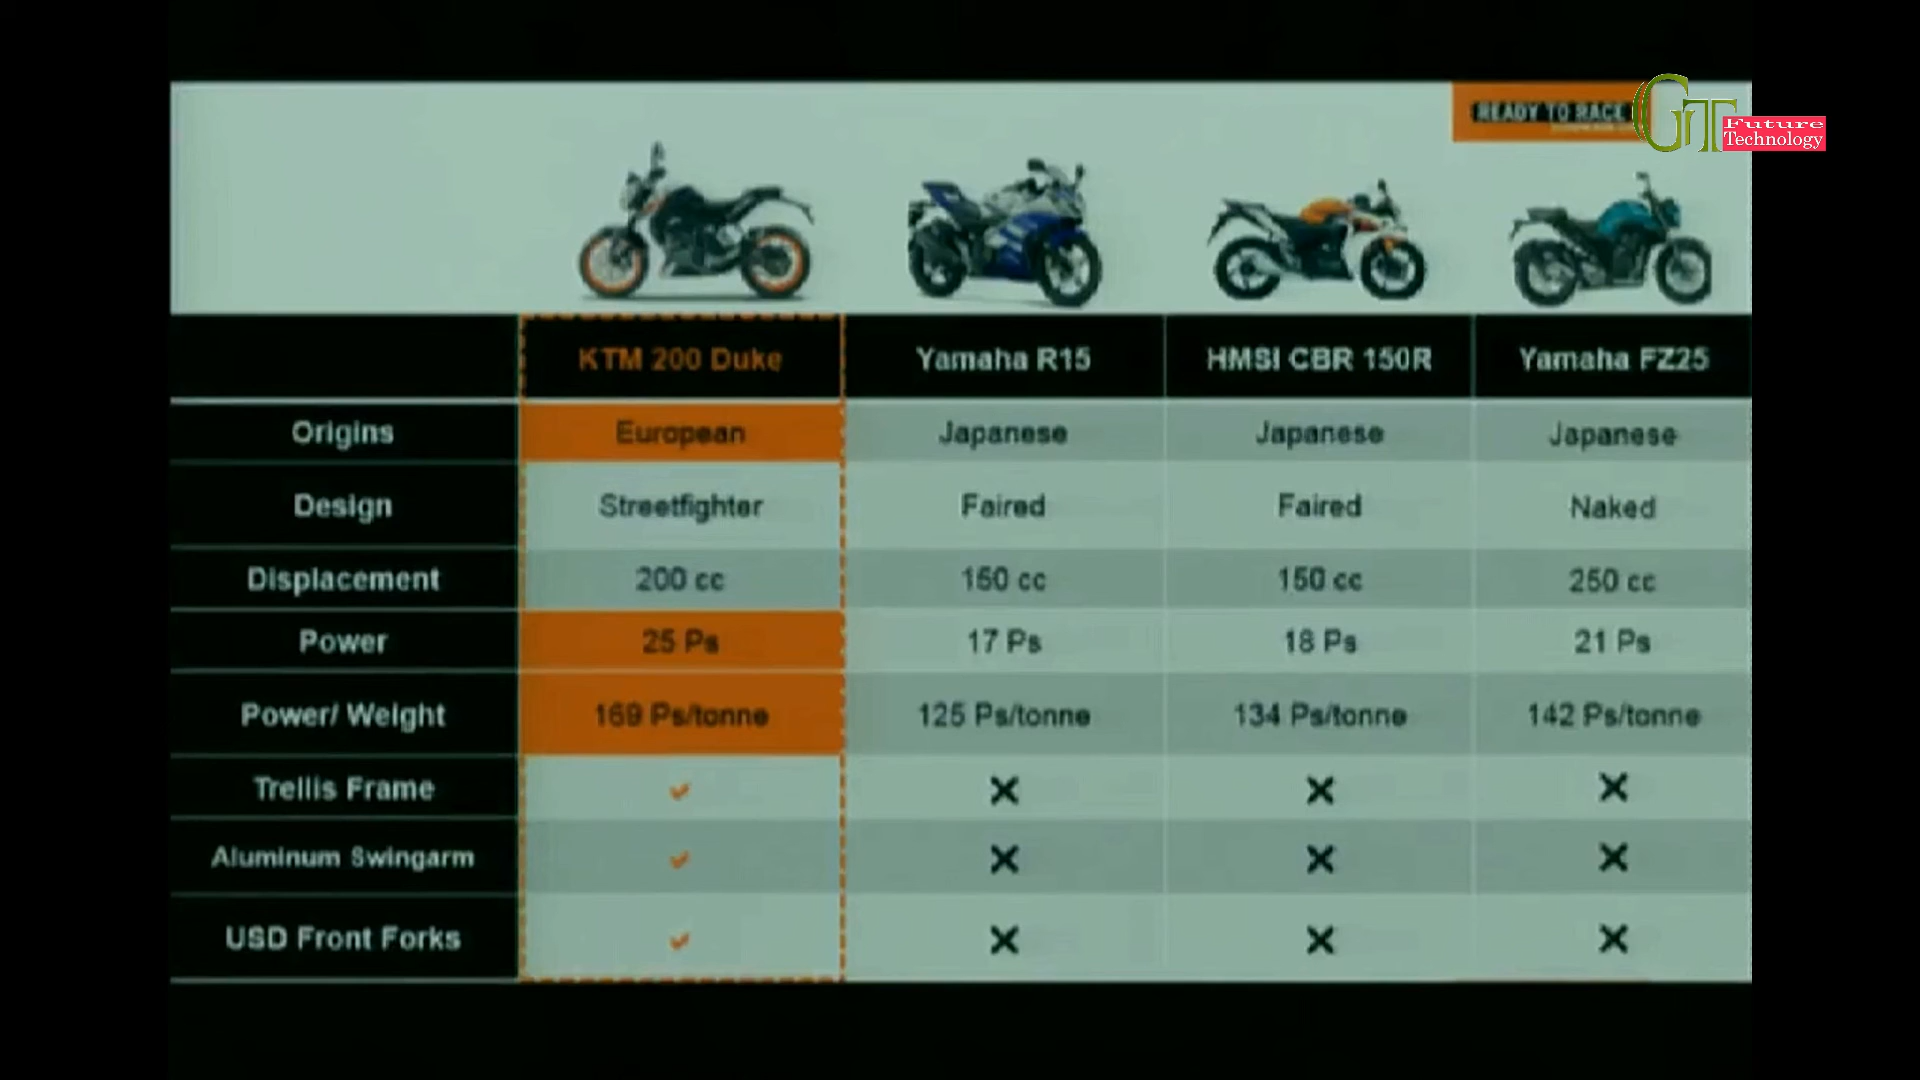 READY TO RACE
GT Future
Technology
KTM 200 Duke Yamaha R15 HMSI CBR 150R Yamaha FZ25
Origins European Japanese Japanese Japanese
Design Streetfighter Faired Faired Naked
Displacement 200 cc 150 cc 150 cc 250 cc
Power 25 Ps 17 Ps 18 Ps 21 Ps
Power/ Weight 169 Ps/tonne 125 Ps/tonne 134 Ps/tonne 142 Ps/tonne
Trellis Frame
Aluminum Swingarm
USD Front Forks